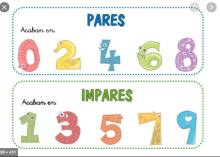 PARES
Acaban en:
0 2 4 6 8
IMPARES
Acaban en:
1 3 5 7 9